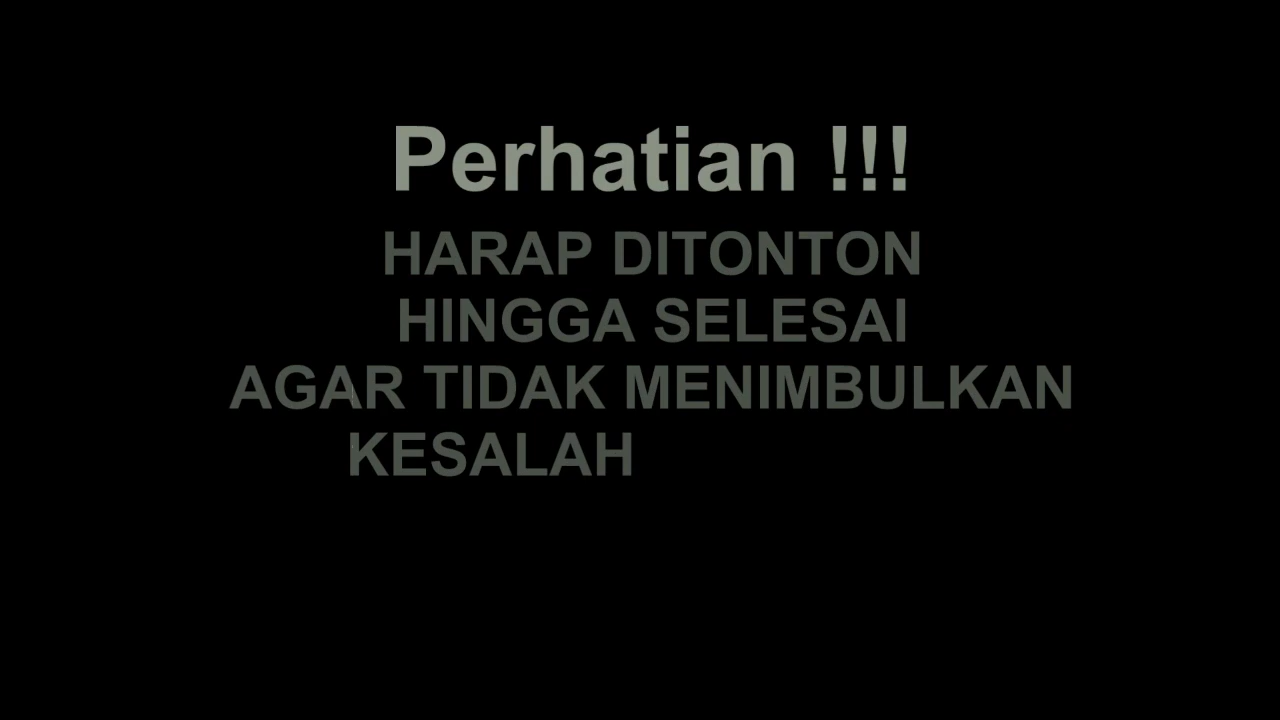 Perhatian !!!
HARAP DITONTON
HINGGA SELESAI
AGAR TIDAK MENIMBULKAN
KESALAH